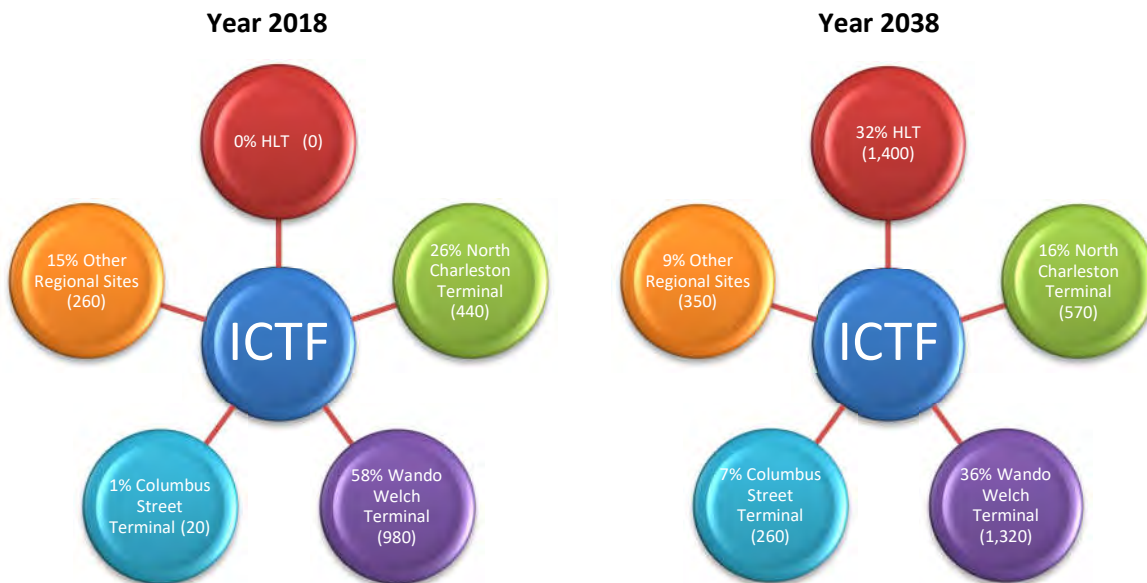 Year 2018
0% HLT (0)
15% Other
Regional Sites
(260)
26% North
Charleston
Terminal
(440)
ICTF
1% Columbus
Street
Terminal (20)
58% Wando
Welch
Terminal
(980)
Year 2038
32% HLT
(1,400)
9% Other
Regional Sites
(350)
16% North
Charleston
Terminal
(570)
ICTF
7% Columbus
Street
Terminal
(260)
36% Wando
Welch
Terminal
(1,320)